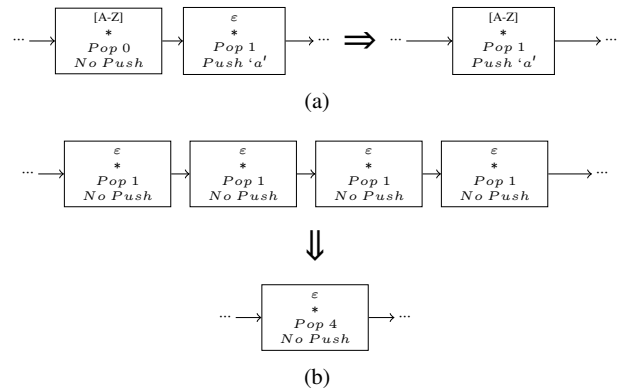 [A-Z] ε [A-Z]
* * *
... Pop 0 Pop 1 ... ⇒ ... Pop 1 ...
No Push Push ‘a′ Push ‘a′
(a)
ε ε ε ε
* * * *
... Pop 1 Pop 1 Pop 1 Pop 1 ...
No Push No Push No Push No Push
⇓
ε
*
... Pop 4 ...
No Push
(b)